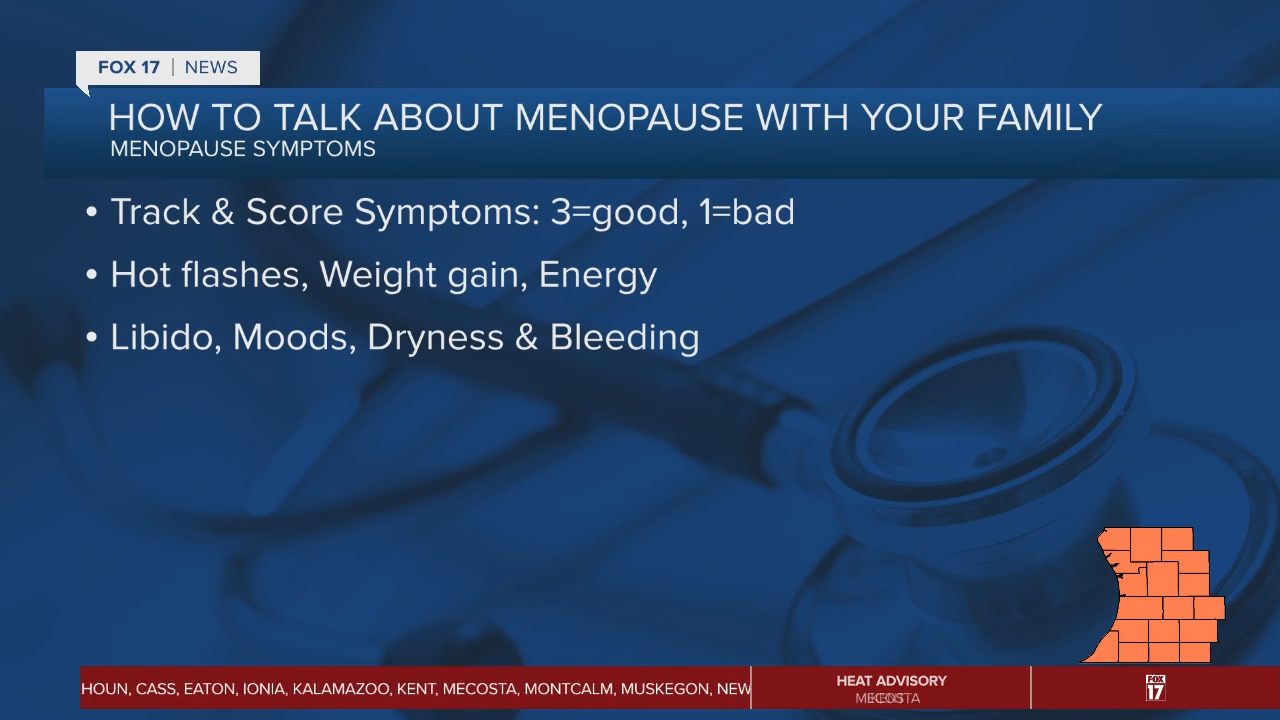 FOX 17 | NEWS
HOW TO TALK ABOUT MENOPAUSE WITH YOUR FAMILY
MENOPAUSE SYMPTOMS
• Track & Score Symptoms: 3=good, 1=bad
• Hot flashes, Weight gain, Energy
• Libido, Moods, Dryness & Bleeding
HOUN, CASS, EATON, IONIA, KALAMAZOO, KENT, MECOSTA, MONTCALM, MUSKEGON, NEW
HEAT ADVISORY
FOX
17